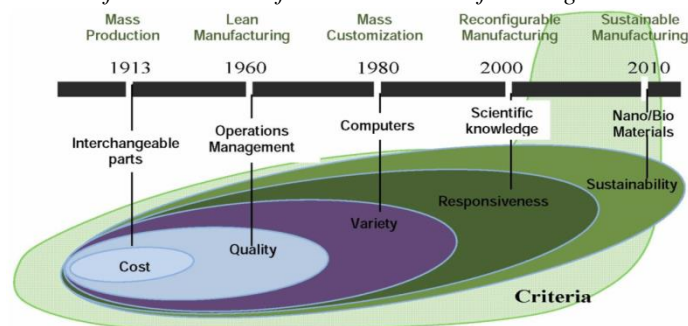 Mass Production
Lean Manufacturing
Mass Customization
Reconfigurable Manufacturing
Sustainable Manufacturing
1913
1960
1980
2000
2010
Interchangeable parts
Operations Management
Computers
Scientific knowledge
Nano/Bio Materials
Cost
Quality
Variety
Responsiveness
Sustainability
Criteria